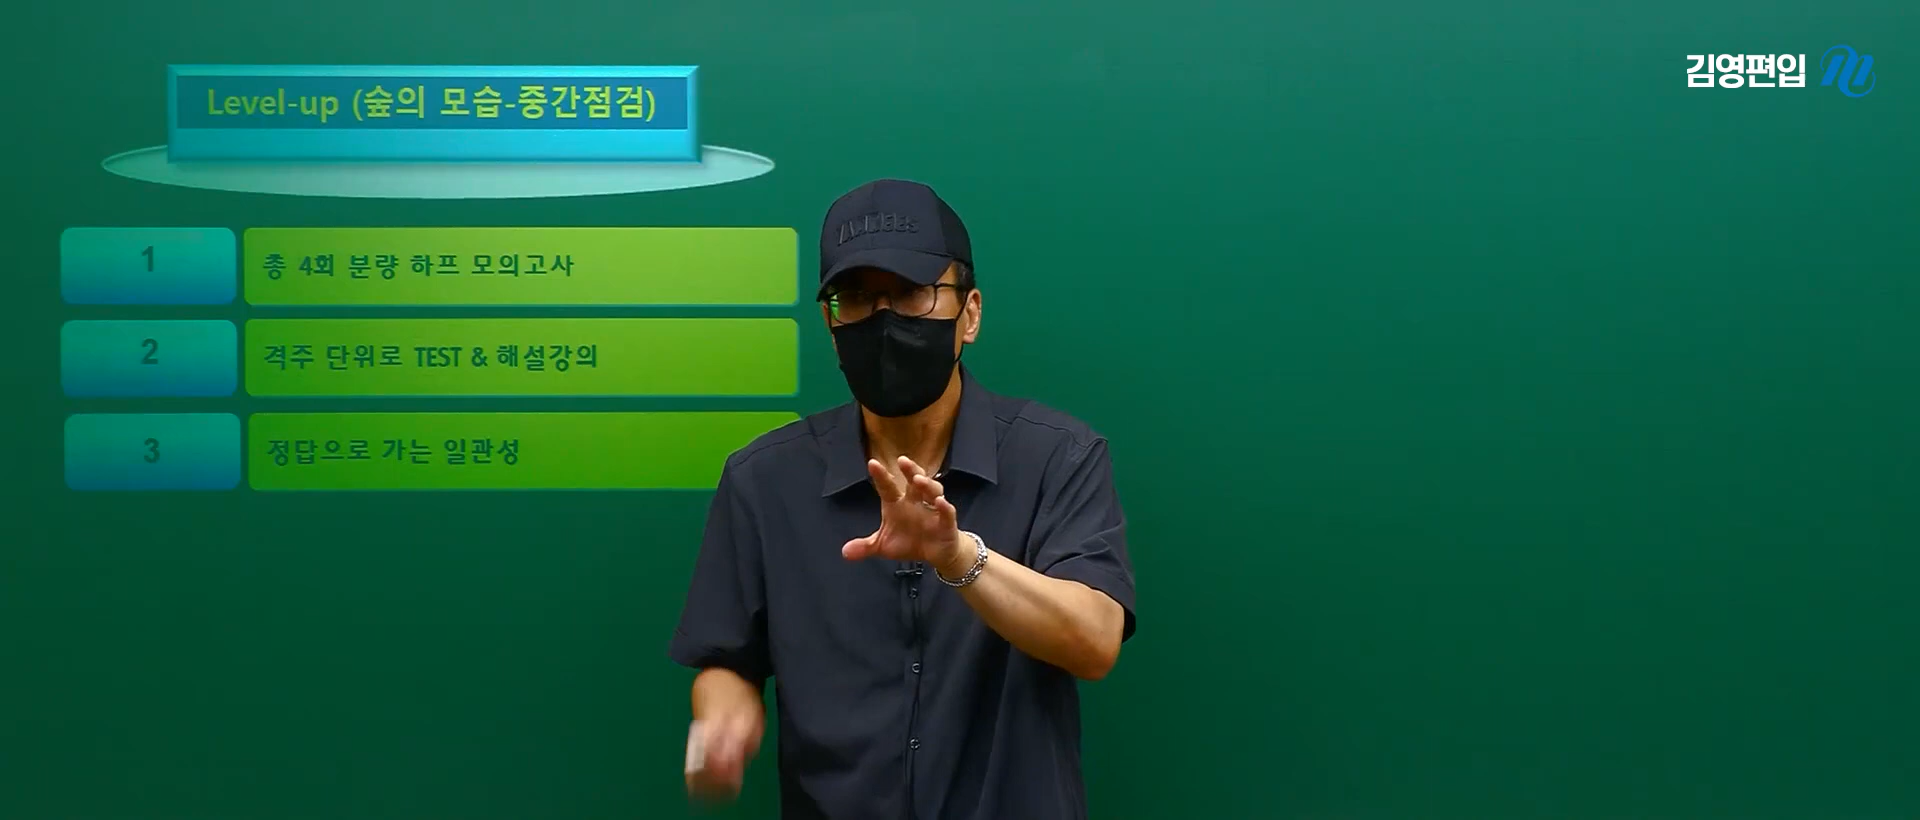 김영편입
Level-up (숲의 모습-중간점검)
1
총 4회 분량 하프 모의고사
2
격주 단위로 TEST & 해설강의
3
정답으로 가는 일관성